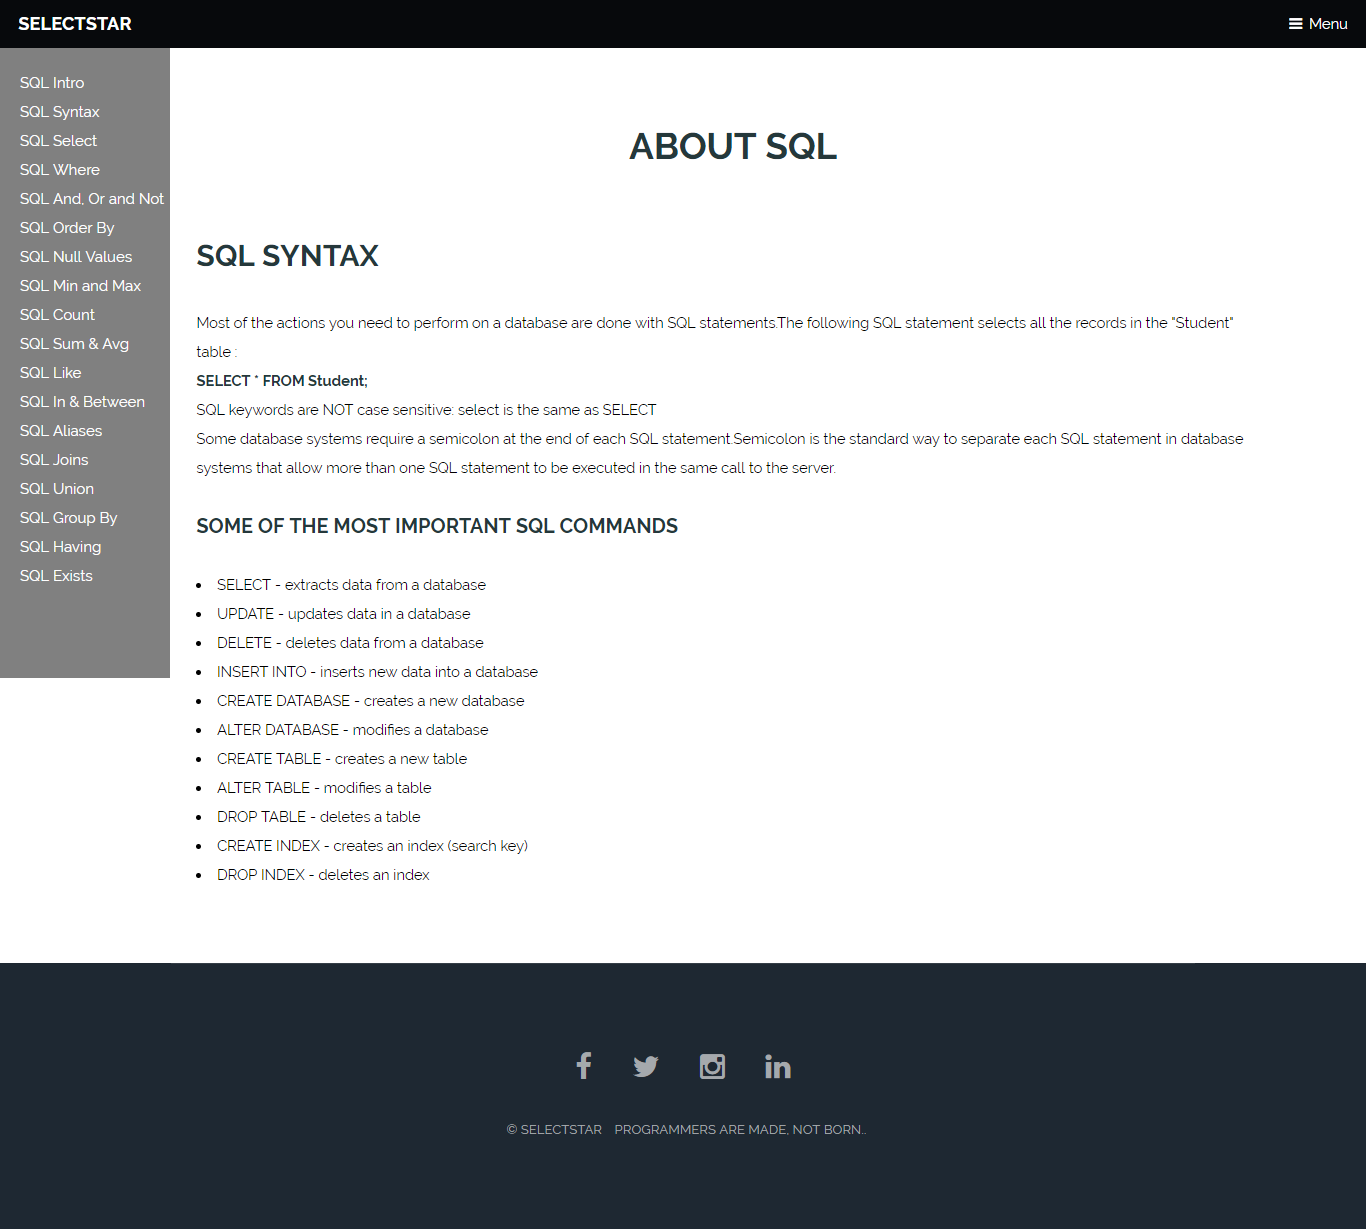 SELECTSTAR
Menu
SQL Intro
SQL Syntax
SQL Select
SQL Where
SQL And, Or and Not
SQL Order By
SQL Null Values
SQL Min and Max
SQL Count
SQL Sum & Avg
SQL Like
SQL In & Between
SQL Aliases
SQL Joins
SQL Union
SQL Group By
SQL Having
SQL Exists
ABOUT SQL
SQL SYNTAX
Most of the actions you need to perform on a database are done with SQL statements.The following SQL statement selects all the records in the "Student"
table :
SELECT * FROM Student;
SQL keywords are NOT case sensitive: select is the same as SELECT
Some database systems require a semicolon at the end of each SQL statement.Semicolon is the standard way to separate each SQL statement in database
systems that allow more than one SQL statement to be executed in the same call to the server.
SOME OF THE MOST IMPORTANT SQL COMMANDS
• SELECT - extracts data from a database
• UPDATE - updates data in a database
• DELETE - deletes data from a database
• INSERT INTO - inserts new data into a database
• CREATE DATABASE - creates a new database
• ALTER DATABASE - modifies a database
• CREATE TABLE - creates a new table
• ALTER TABLE - modifies a table
• DROP TABLE - deletes a table
• CREATE INDEX - creates an index (search key)
• DROP INDEX - deletes an index
© SELECTSTAR PROGRAMMERS ARE MADE, NOT BORN..